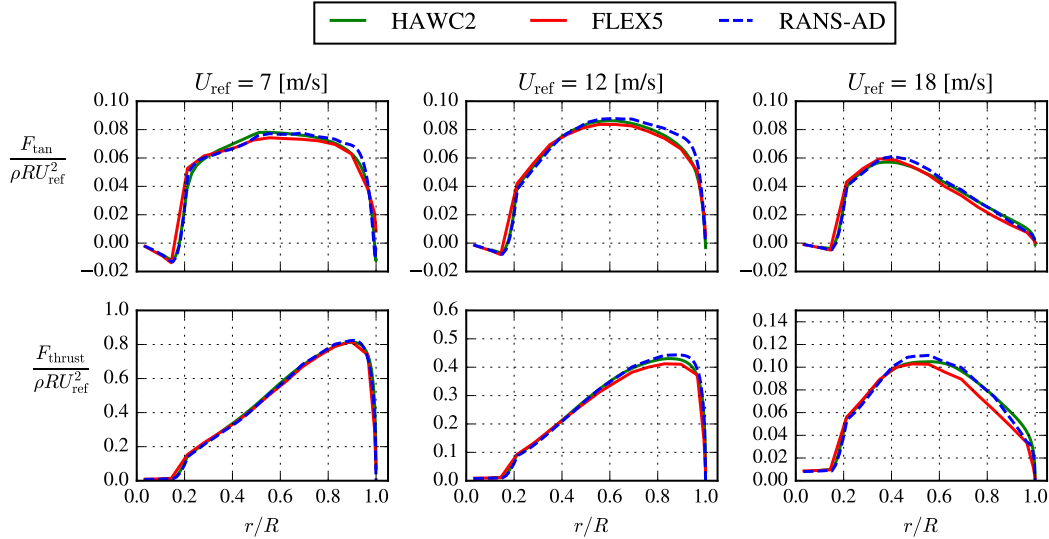 HAWC2 FLEX5 RANS-AD
U_ref = 7 [m/s] U_ref = 12 [m/s] U_ref = 18 [m/s]
F_tan
ρRU²_ref
0.10 0.08 0.06 0.04 0.02 0.00 −0.02
0.10 0.08 0.06 0.04 0.02 0.00 −0.02
0.10 0.08 0.06 0.04 0.02 0.00 −0.02
F_thrust
ρRU²_ref
1.0 0.8 0.6 0.4 0.2 0.0
0.6 0.5 0.4 0.3 0.2 0.1 0.0
0.14 0.12 0.10 0.08 0.06 0.04 0.02 0.00
0.0 0.2 0.4 0.6 0.8 1.0
0.0 0.2 0.4 0.6 0.8 1.0
0.0 0.2 0.4 0.6 0.8 1.0
r/R r/R r/R